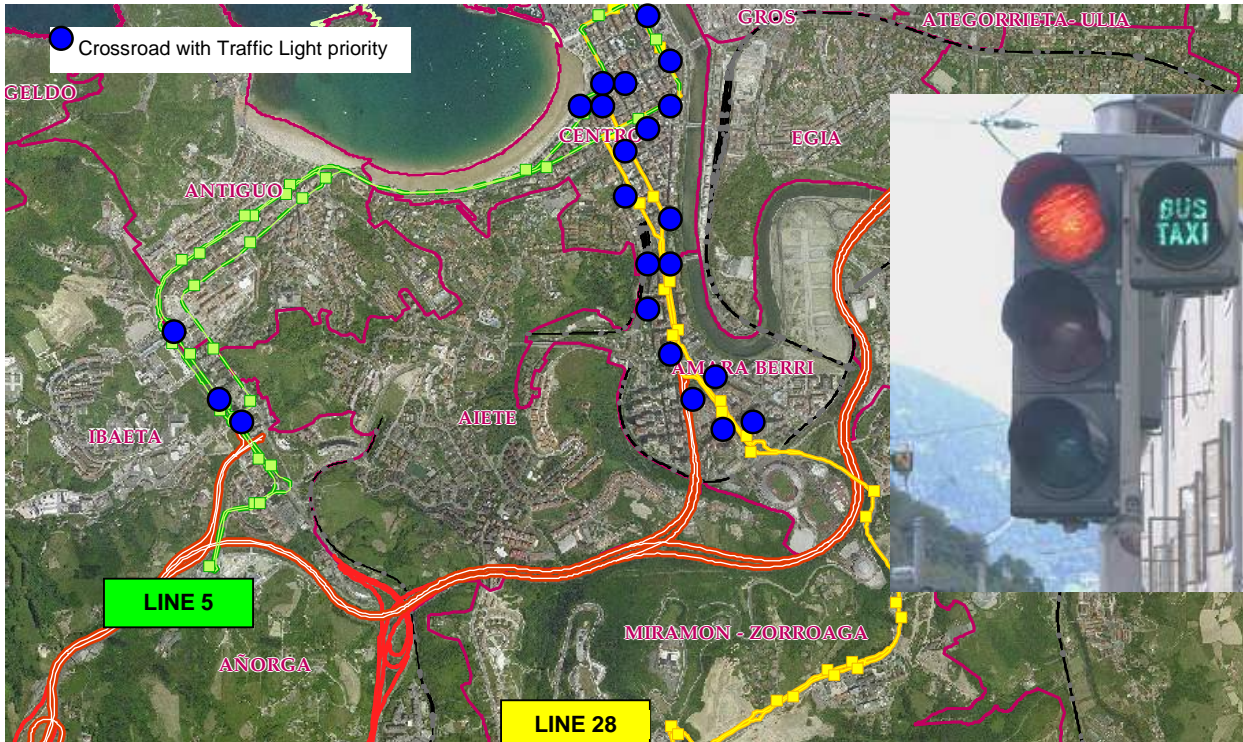 GROS
ATEGORRIETA- ULIA
Crossroad with Traffic Light priority
GELDO
CENTRO
EGIA
ANTIGUO
BUS
TAXI
AMARA BERRI
IBAETA
AIETE
LINE 5
MIRAMON - ZORROAGA
AÑORGA
LINE 28